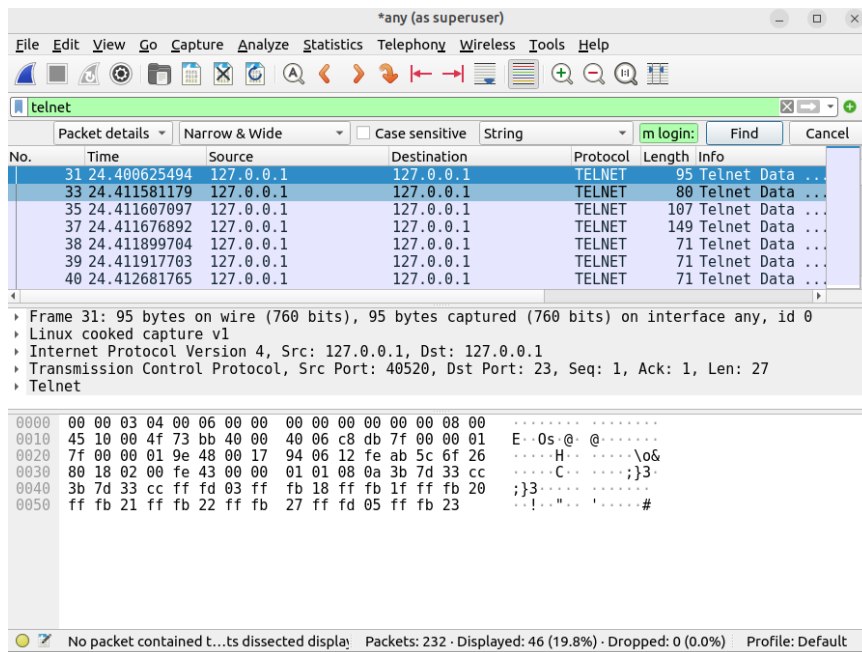 *any (as superuser)
File Edit View Go Capture Analyze Statistics Telephony Wireless Tools Help
telnet
Packet details Narrow & Wide Case sensitive String m login: Find Cancel
No. Time Source Destination Protocol Length Info
31 24.400625494 127.0.0.1 127.0.0.1 TELNET 95 Telnet Data ...
33 24.411581179 127.0.0.1 127.0.0.1 TELNET 80 Telnet Data ...
35 24.411607097 127.0.0.1 127.0.0.1 TELNET 107 Telnet Data ...
37 24.411676892 127.0.0.1 127.0.0.1 TELNET 149 Telnet Data ...
38 24.411899704 127.0.0.1 127.0.0.1 TELNET 71 Telnet Data ...
39 24.411917703 127.0.0.1 127.0.0.1 TELNET 71 Telnet Data ...
40 24.412681765 127.0.0.1 127.0.0.1 TELNET 71 Telnet Data ...
Frame 31: 95 bytes on wire (760 bits), 95 bytes captured (760 bits) on interface any, id 0
Linux cooked capture v1
Internet Protocol Version 4, Src: 127.0.0.1, Dst: 127.0.0.1
Transmission Control Protocol, Src Port: 40520, Dst Port: 23, Seq: 1, Ack: 1, Len: 27
Telnet
0000 00 00 03 04 00 06 00 00 00 00 00 00 00 00 08 00 ········ ········
0010 45 10 00 4f 73 bb 40 00 40 06 c8 db 7f 00 00 01 E··Os·@· @·······
0020 7f 00 00 01 9e 48 00 17 94 06 12 fe ab 5c 6f 26 ·····H·· ·····\o&
0030 80 18 02 00 fe 43 00 00 01 01 08 0a 3b 7d 33 cc ·····C·· ····;}3·
0040 3b 7d 33 cc ff fd 03 ff fb 18 ff fb 1f ff fb 20 ;}3····· ·······
0050 ff fb 21 ff fb 22 ff fb 27 ff fd 05 ff fb 23 ··!··"·· '·····#
No packet contained t...ts dissected display Packets: 232 · Displayed: 46 (19.8%) · Dropped: 0 (0.0%) Profile: Default